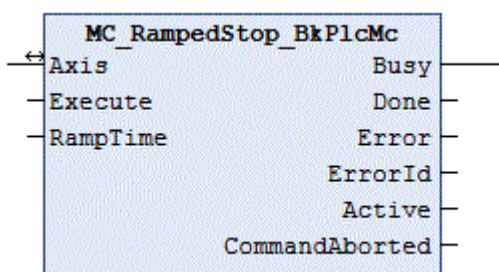 MC_RampedStop_BkPlcMc
Axis Busy
Execute Done
RampTime Error
ErrorId
Active
CommandAborted